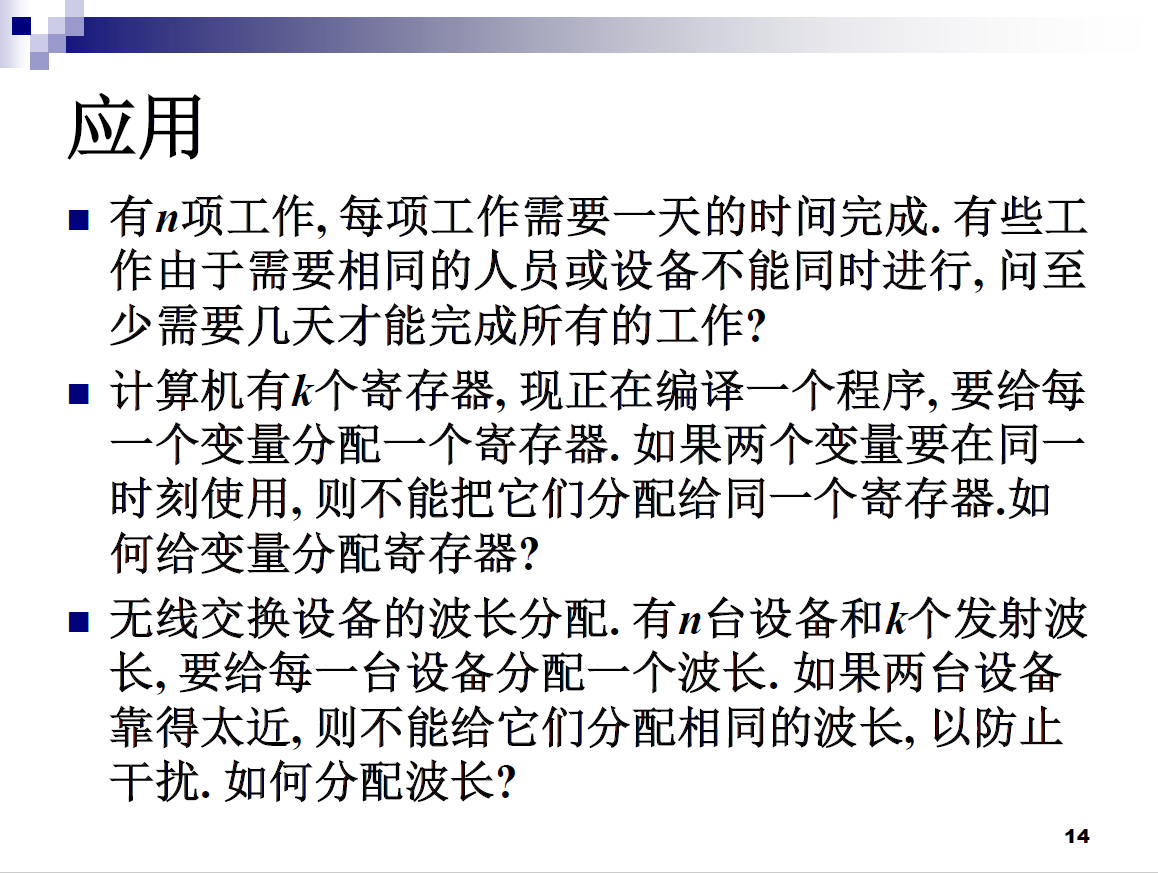 应用
有n项工作, 每项工作需要一天的时间完成. 有些工
作由于需要相同的人员或设备不能同时进行, 问至
少需要几天才能完成所有的工作?
计算机有k个寄存器, 现正在编译一个程序, 要给每
一个变量分配一个寄存器. 如果两个变量要在同一
时刻使用, 则不能把它们分配给同一个寄存器.如
何给变量分配寄存器?
无线交换设备的波长分配. 有n台设备和k个发射波
长, 要给每一台设备分配一个波长. 如果两台设备
靠得太近, 则不能给它们分配相同的波长, 以防止
干扰. 如何分配波长?
14